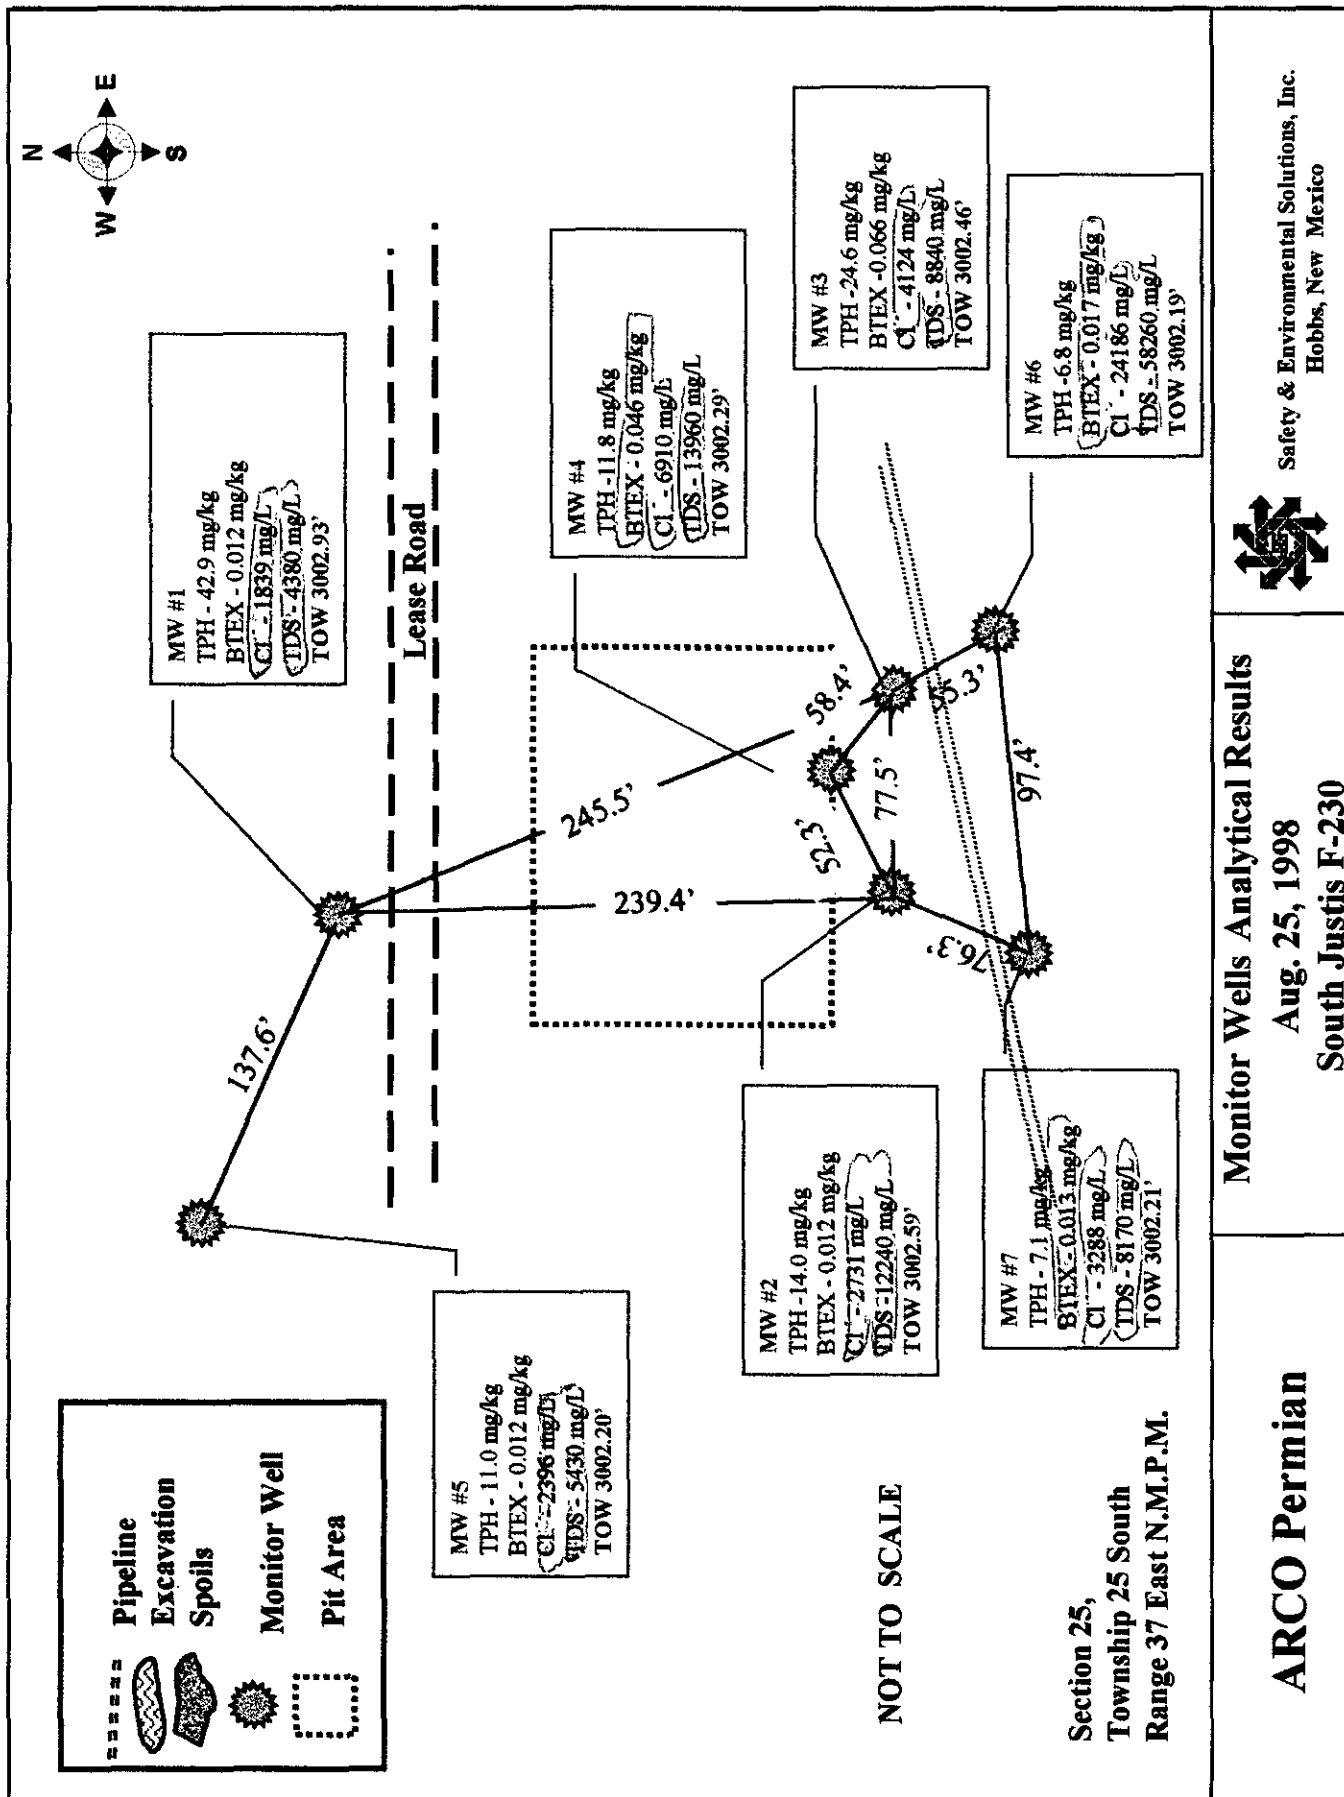 N
W
E
S
Pipeline
Excavation
Spoils
Monitor Well
Pit Area
MW #1
TPH - 42.9 mg/kg
BTEX - 0.012 mg/kg
Cl⁻ - 1839 mg/L
TDS - 4380 mg/L
TOW 3002.93'
137.6'
Lease Road
MW #5
TPH - 11.0 mg/kg
BTEX - 0.012 mg/kg
Cl⁻ - 2396 mg/L
TDS - 5430 mg/L
TOW 3002.20'
MW #4
TPH -11.8 mg/kg
BTEX - 0.046 mg/kg
Cl⁻ - 6910 mg/L
TDS - 13960 mg/L
TOW 3002.29'
245.5'
239.4'
58.4'
52.3'
77.5'
55.3'
76.3'
97.4'
MW #2
TPH -14.0 mg/kg
BTEX - 0.012 mg/kg
Cl⁻ - 2731 mg/L
TDS -12240 mg/L
TOW 3002.59'
MW #3
TPH -24.6 mg/kg
BTEX -0.066 mg/kg
Cl⁻ - 4124 mg/L
TDS - 8840 mg/L
TOW 3002.46'
MW #7
TPH - 7.1 mg/kg
BTEX - 0.013 mg/kg
Cl⁻ - 3288 mg/L
TDS - 8170 mg/L
TOW 3002.21'
MW #6
TPH -6.8 mg/kg
BTEX - 0.017 mg/kg
Cl⁻ - 24186 mg/L
TDS - 58260 mg/L
TOW 3002.19'
NOT TO SCALE
Section 25,
Township 25 South
Range 37 East N.M.P.M.
ARCO Permian
Monitor Wells Analytical Results
Aug. 25, 1998
South Justis F-230
Safety & Environmental Solutions, Inc.
Hobbs, New Mexico